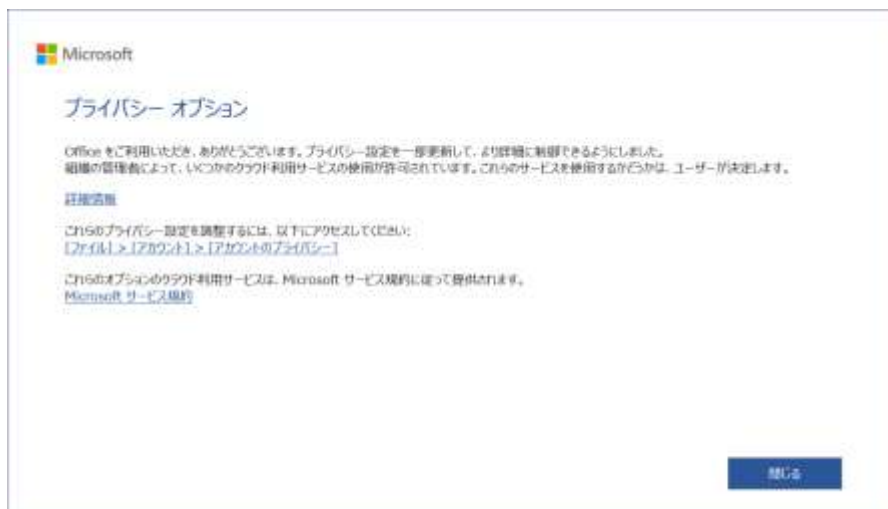 Microsoft
プライバシー オプション
Office をご利用いただき、ありがとうございます。プライバシー設定を一部更新して、より詳細に制御できるようにしました。
組織の管理者によって、いくつかのクラウド利用サービスの使用が許可されています。これらのサービスを使用するかどうかは、ユーザーが決定します。
詳細情報
これらのプライバシー設定を調整するには、以下にアクセスしてください:
[ファイル] > [アカウント] > [アカウントのプライバシー]
これらのオプションのクラウド利用サービスは、Microsoft サービス規約に従って提供されます。
Microsoft サービス規約
閉じる